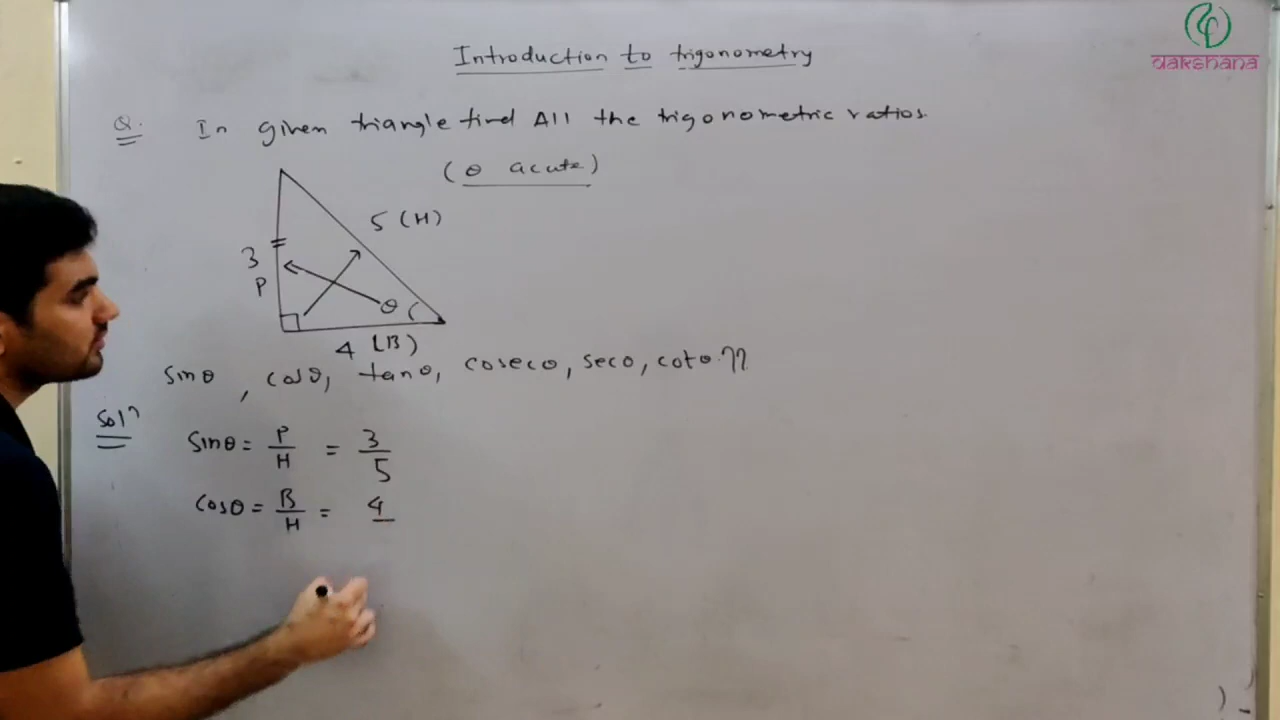 dakshana
Introduction to trigonometry
Q. In given triangle find All the trigonometric ratios.
(θ acute)
5 (H)
3
P
θ
4 (B)
sinθ, cosθ, tanθ, cosecθ, secθ, cotθ ??
Solⁿ
sinθ = P/H = 3/5
cosθ = B/H = 4